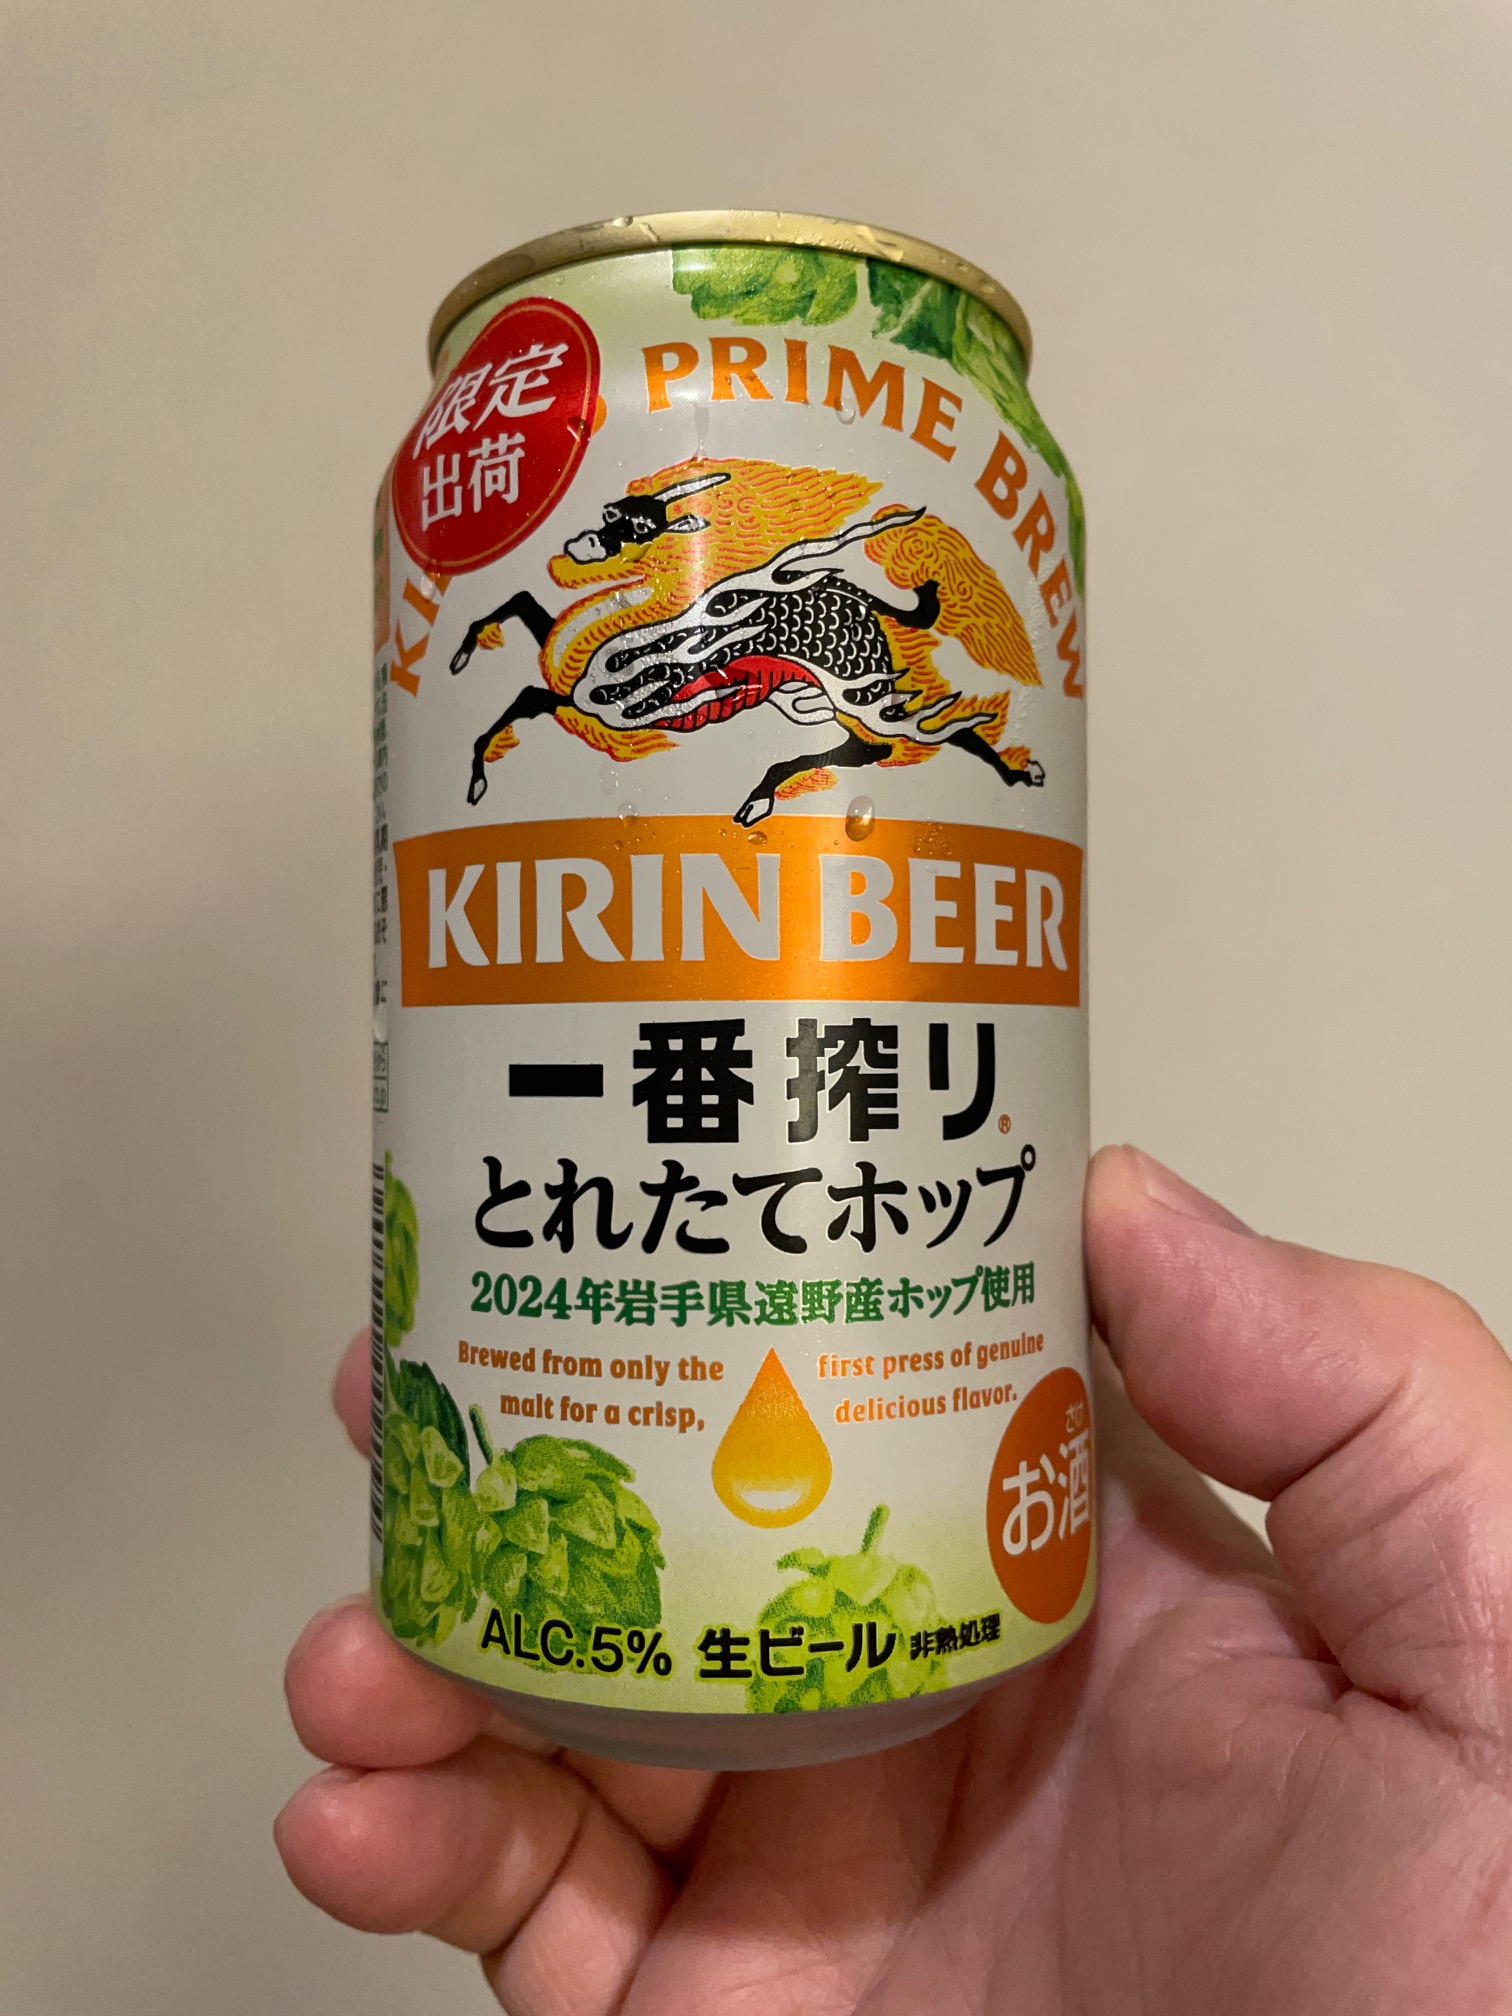 限定
出荷
PRIME BREW
KIRIN BEER
一番搾り®
とれたてホップ
2024年岩手県遠野産ホップ使用
Brewed from only the first press of genuine
malt for a crisp, delicious flavor.
さけ
お酒
ALC.5% 生ビール 非熱処理